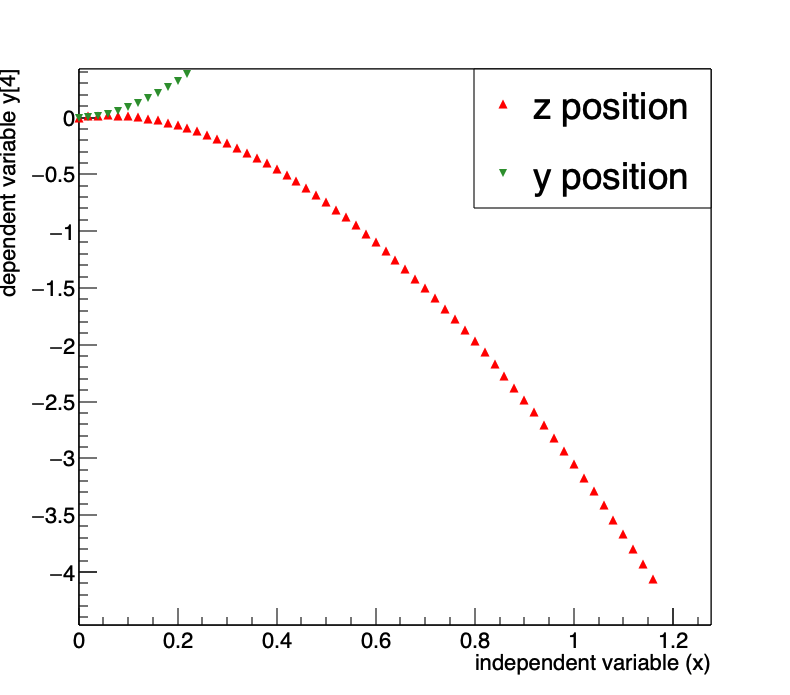 dependent variable y[4]
z position
y position
0
−0.5
−1
−1.5
−2
−2.5
−3
−3.5
−4
0 0.2 0.4 0.6 0.8 1 1.2
independent variable (x)